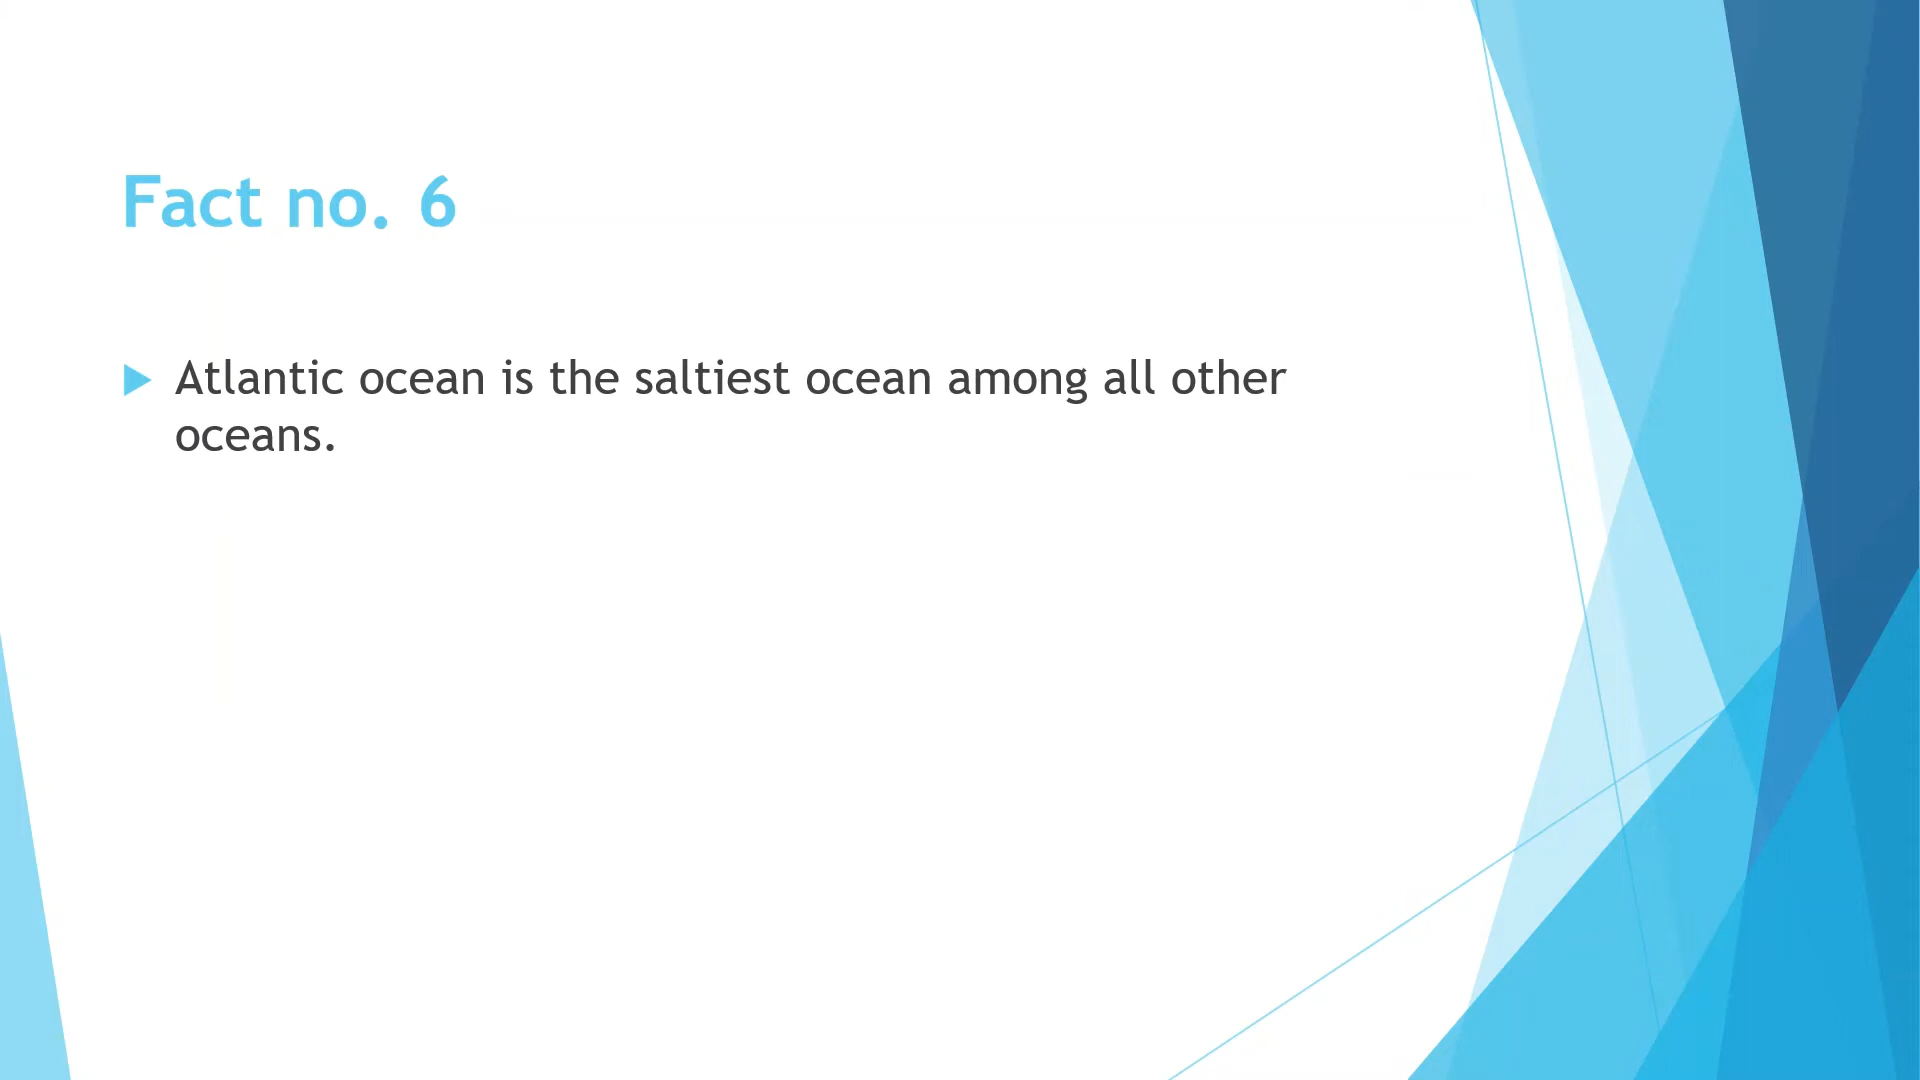 Fact no. 6
Atlantic ocean is the saltiest ocean among all other
oceans.